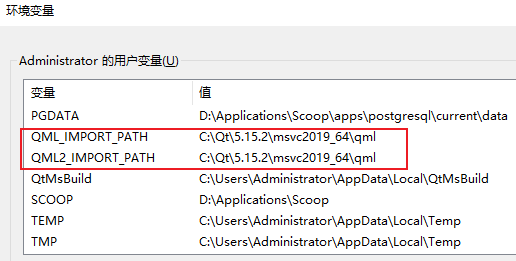 环境变量
Administrator 的用户变量(U)
变量 值
PGDATA D:\Applications\Scoop\apps\postgresql\current\data
QML_IMPORT_PATH C:\Qt\5.15.2\msvc2019_64\qml
QML2_IMPORT_PATH C:\Qt\5.15.2\msvc2019_64\qml
QtMsBuild C:\Users\Administrator\AppData\Local\QtMsBuild
SCOOP D:\Applications\Scoop
TEMP C:\Users\Administrator\AppData\Local\Temp
TMP C:\Users\Administrator\AppData\Local\Temp